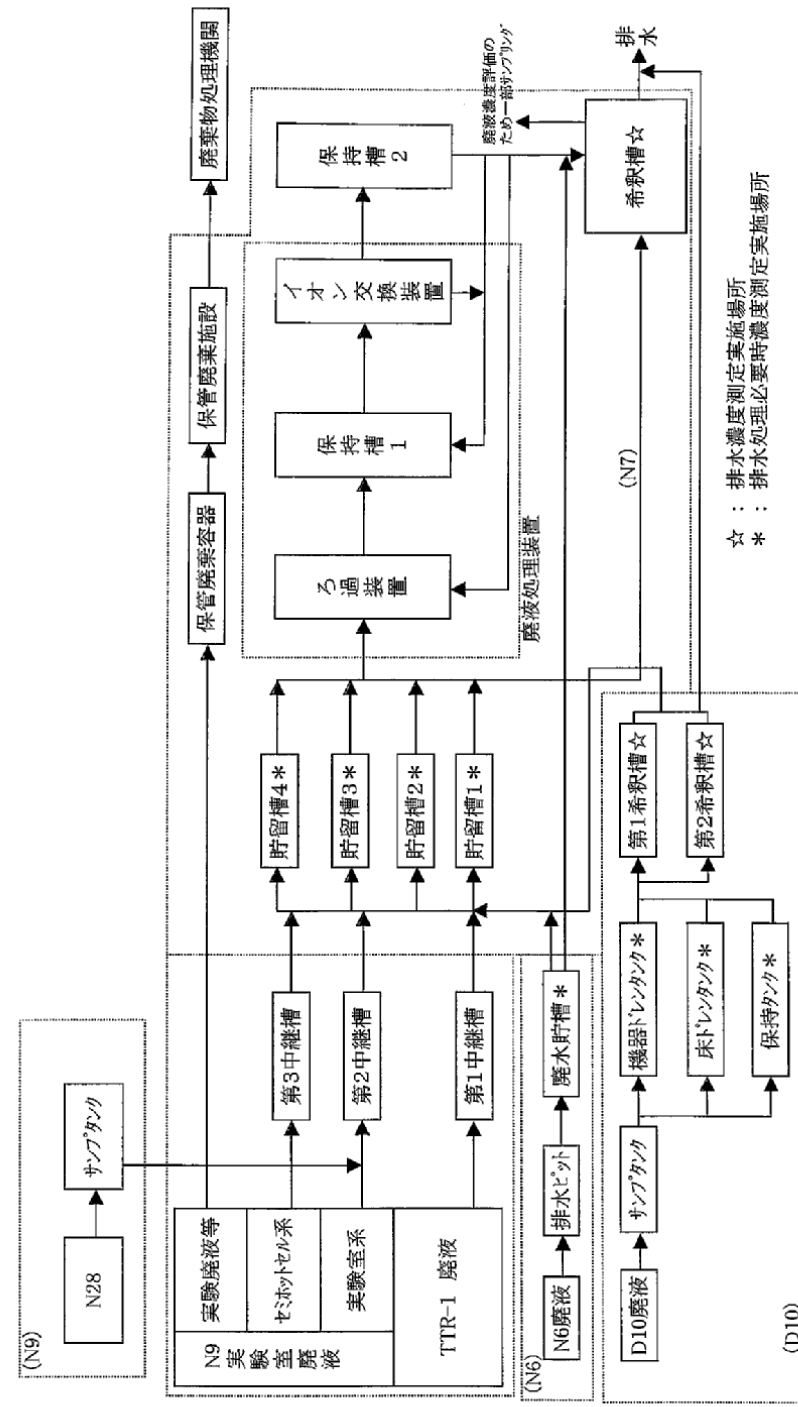 (N9)
N28
サンプタンク
N9
実験室廃液
実験廃液等
セミホットセル系
実験室系
TTR-1 廃液
第3中継槽
第2中継槽
第1中継槽
貯留槽4*
貯留槽3*
貯留槽2*
貯留槽1*
保管廃棄容器
保管廃棄施設
廃棄物処理機関
ろ過装置
保持槽1
イオン交換装置
保持槽2
廃液処理装置
廃液濃度評価の
ため一部サンプリング
希釈槽☆
排水
(N7)
(N6)
N6廃液
排水ピット
廃水貯槽*
(D10)
D10廃液
サンプタンク
機器ドレンタンク*
床ドレンタンク*
保持タンク*
第1希釈槽☆
第2希釈槽☆
☆ : 排水濃度測定実施場所
* : 排水処理必要時濃度測定実施場所